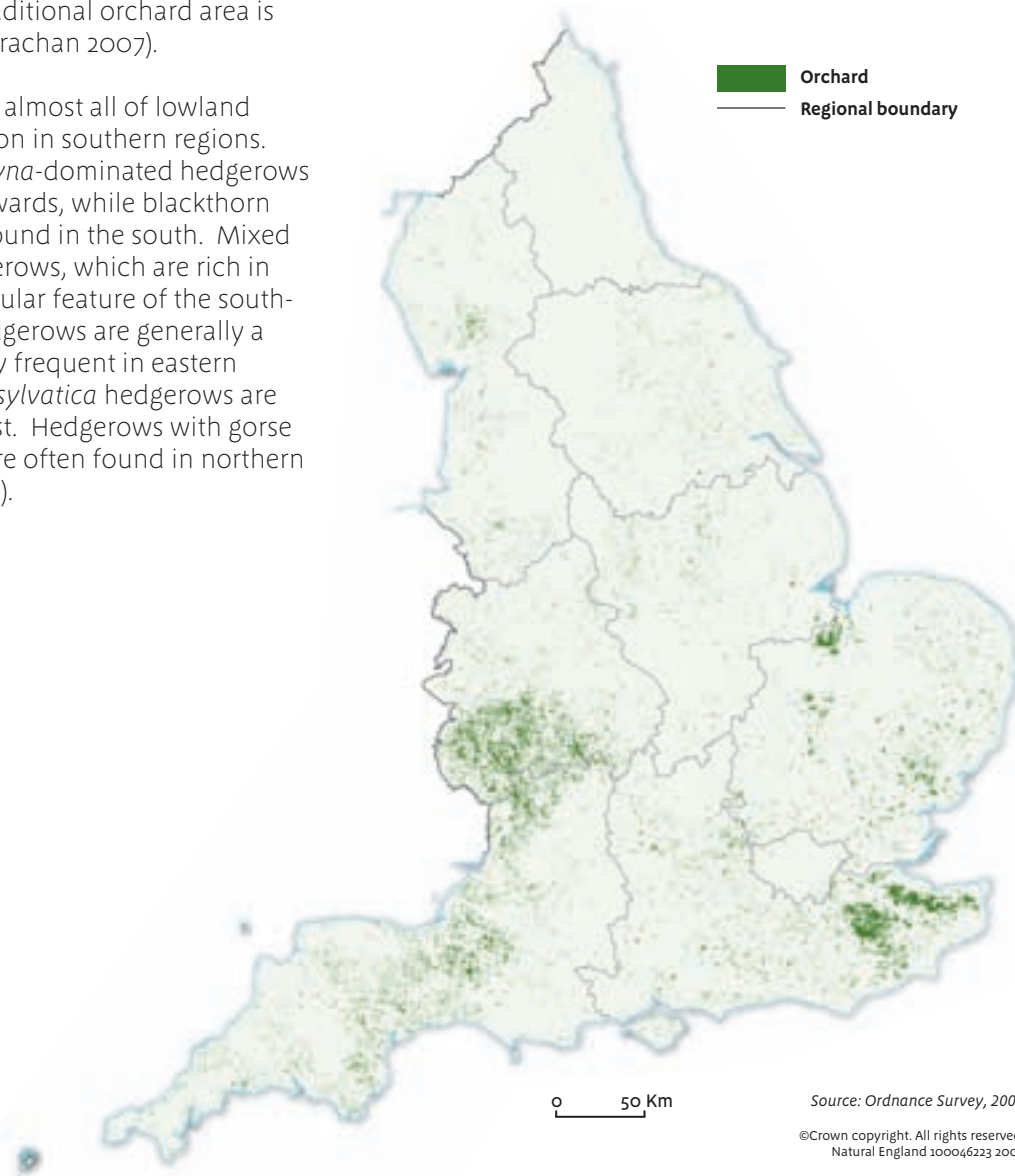 ditional orchard area is
rachan 2007).
almost all of lowland
on in southern regions.
yna-dominated hedgerows
wards, while blackthorn
ound in the south. Mixed
erows, which are rich in
ular feature of the south-
dgerows are generally a
y frequent in eastern
sylvatica hedgerows are
st. Hedgerows with gorse
re often found in northern
).
Orchard
Regional boundary
0 50 Km
Source: Ordnance Survey, 200
©Crown copyright. All rights reserved
Natural England 100046223 200